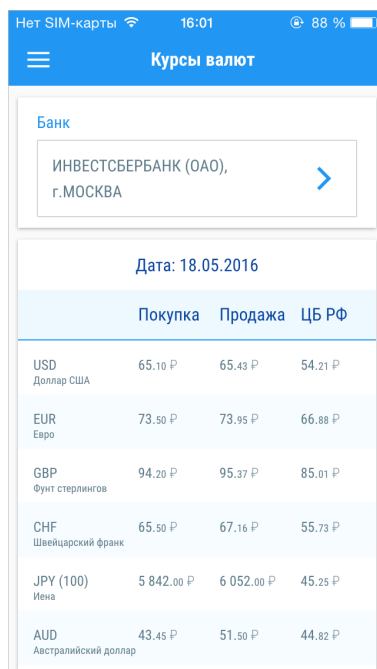 Нет SIM-карты 16:01 88 %
Курсы валют
Банк
ИНВЕСТСБЕРБАНК (ОАО),
г.МОСКВА
Дата: 18.05.2016
Покупка Продажа ЦБ РФ
USD 65.10 ₽ 65.43 ₽ 54.21 ₽
Доллар США
EUR 73.50 ₽ 73.95 ₽ 66.88 ₽
Евро
GBP 94.20 ₽ 95.37 ₽ 85.01 ₽
Фунт стерлингов
CHF 65.50 ₽ 67.16 ₽ 55.73 ₽
Швейцарский франк
JPY (100) 5 842.00 ₽ 6 052.00 ₽ 45.25 ₽
Иена
AUD 43.45 ₽ 51.50 ₽ 44.82 ₽
Австралийский доллар